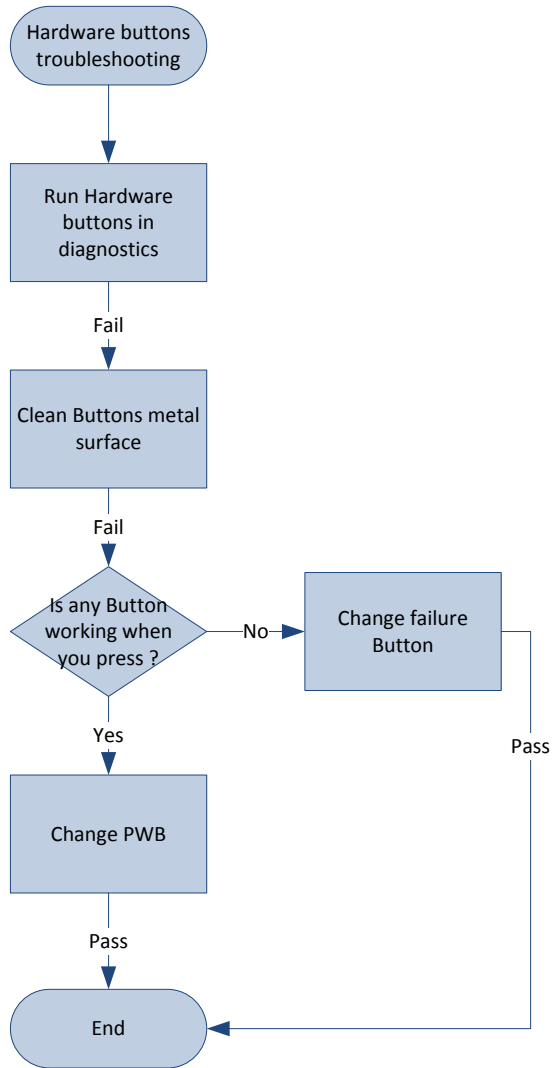 Hardware buttons
troubleshooting
Run Hardware
buttons in
diagnostics
Fail
Clean Buttons metal
surface
Fail
Is any Button
working when
you press ?
No
Change failure
Button
Yes
Pass
Change PWB
Pass
End